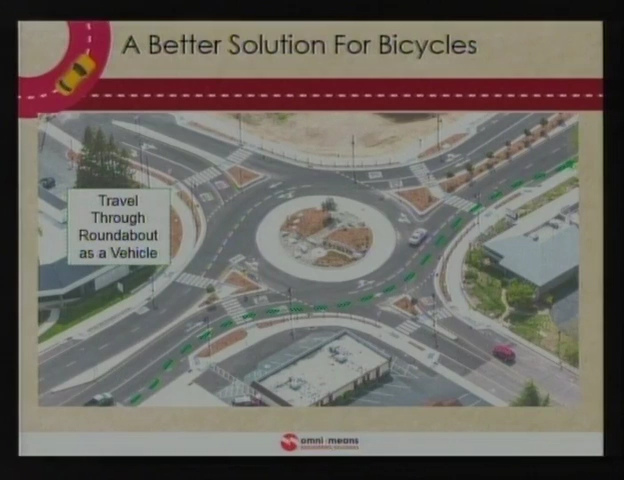 A Better Solution For Bicycles
Travel
Through
Roundabout
as a Vehicle
omni means